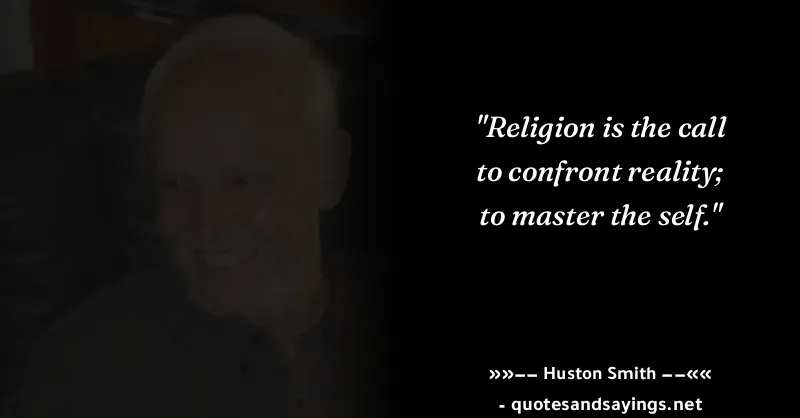 "Religion is the call
to confront reality;
to master the self."
»»-- Huston Smith --««
- quotesandsayings.net